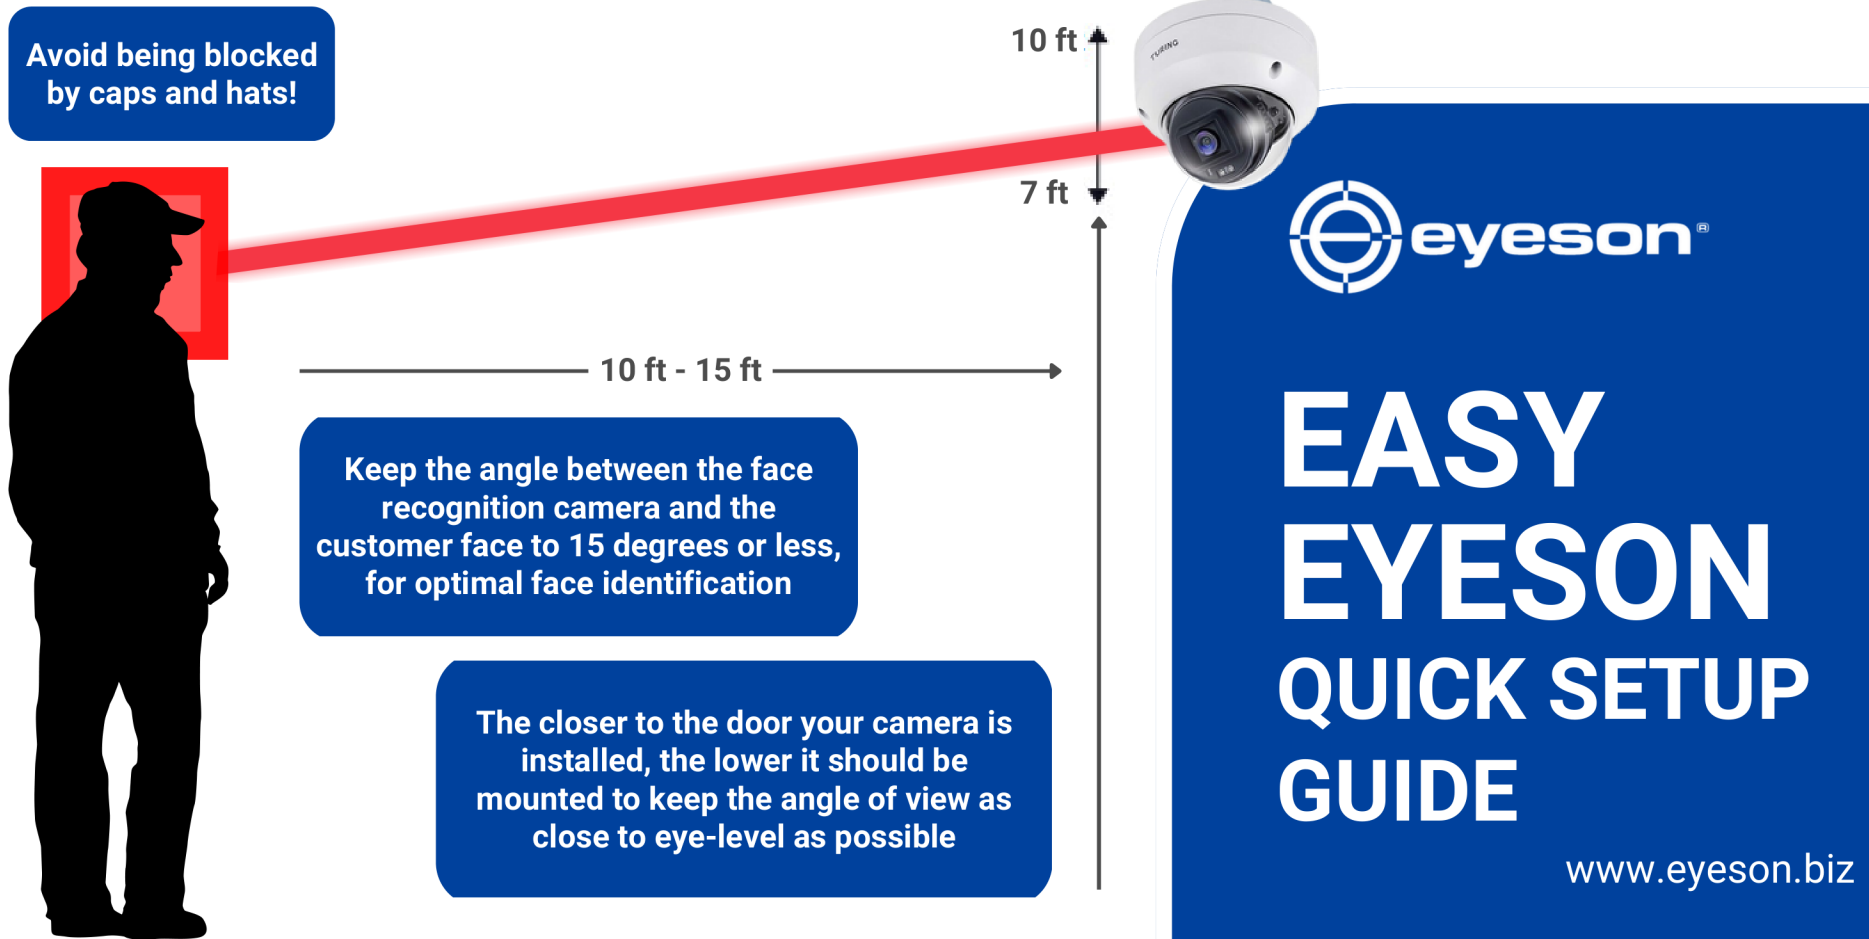 Avoid being blocked
by caps and hats!
10 ft
TURING
7 ft
eyeson®
10 ft - 15 ft
Keep the angle between the face
recognition camera and the
customer face to 15 degrees or less,
for optimal face identification
The closer to the door your camera is
installed, the lower it should be
mounted to keep the angle of view as
close to eye-level as possible
EASY
EYESON
QUICK SETUP
GUIDE
www.eyeson.biz